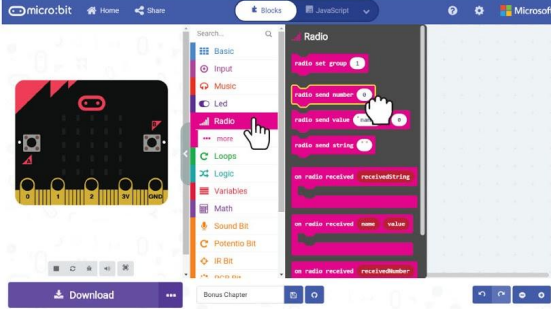 micro:bit
Home
Share
Blocks
JavaScript
Microsoft
Search...
Basic
Input
Music
Led
Radio
more
Loops
Logic
Variables
Math
Sound Bit
Potentio Bit
IR Bit
Radio
radio set group 1
radio send number 0
radio send value 0
radio send string " "
on radio received receivedString
on radio received name value
on radio received receivedNumber
0 1 2 3V GND
A
B
Download
Bonus Chapter